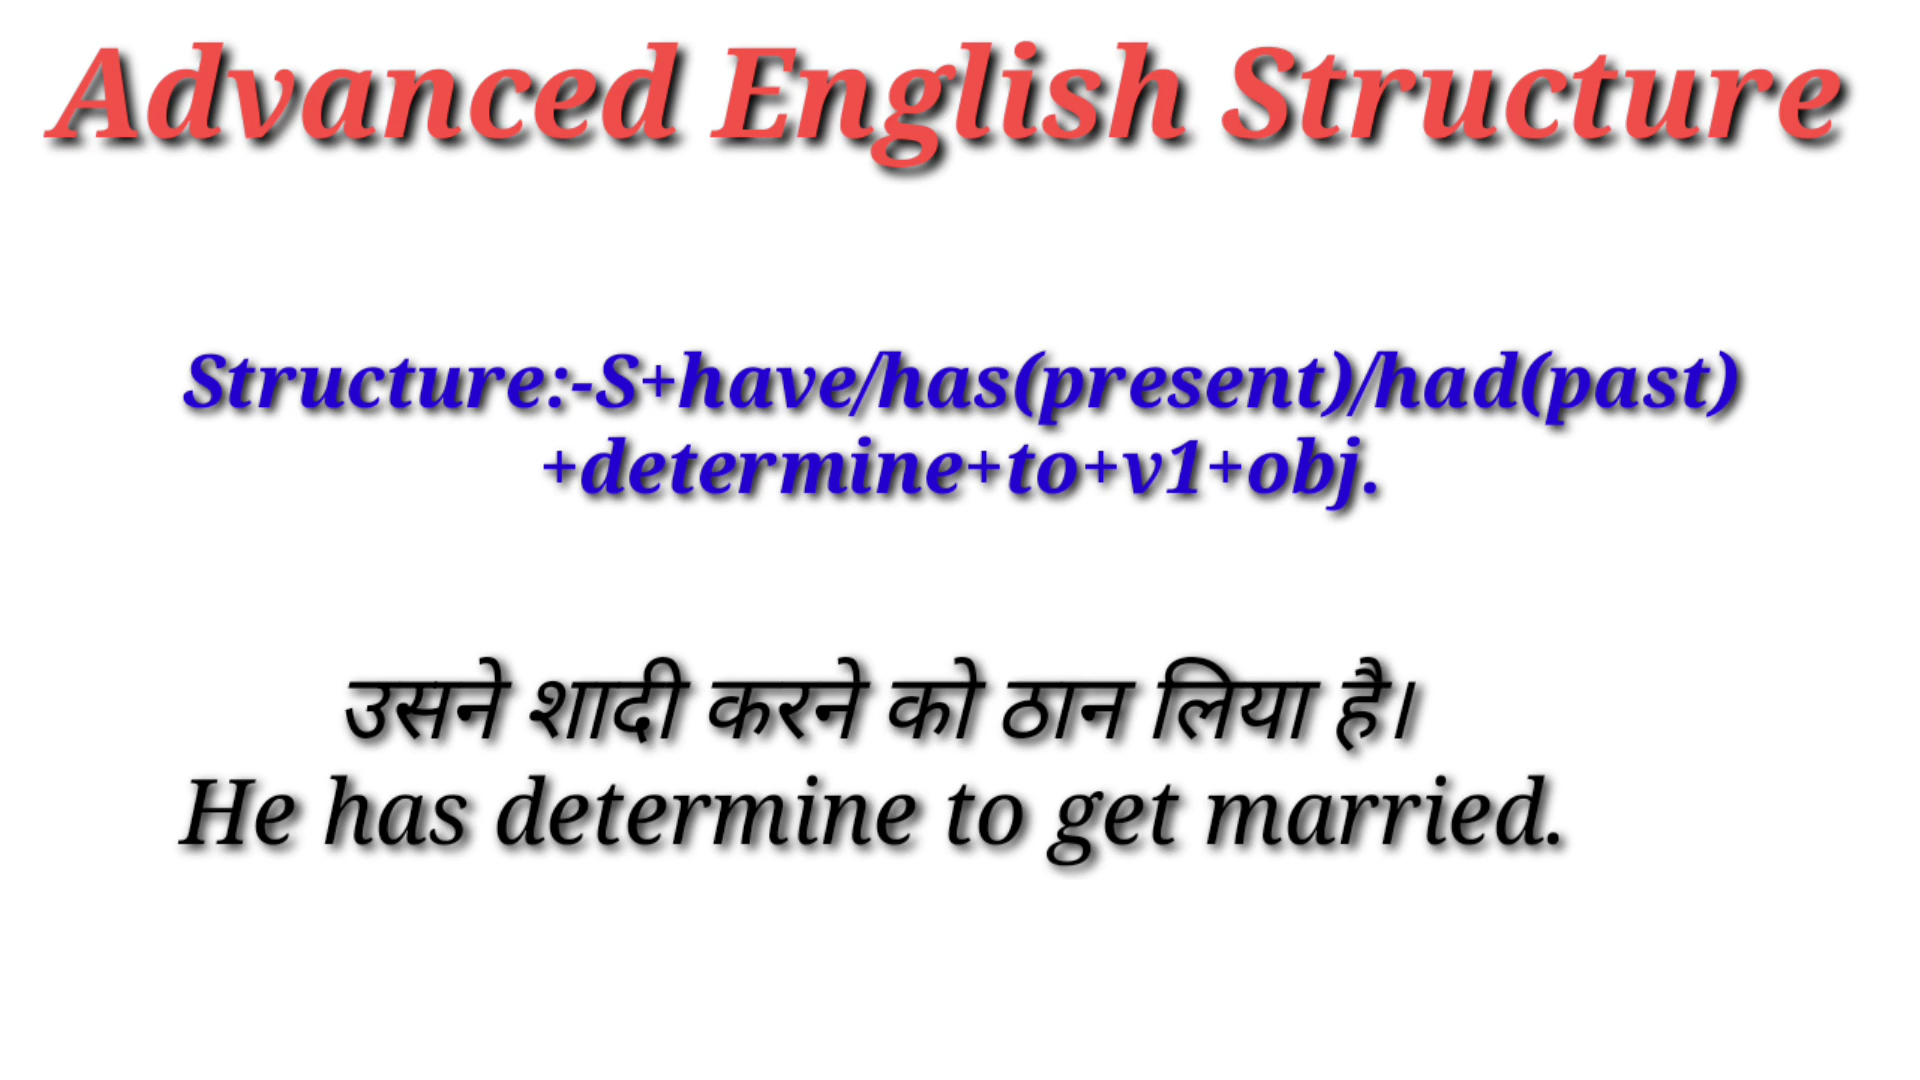 Advanced English Structure
Structure:-S+have/has(present)/had(past)
+determine+to+v1+obj.
उसने शादी करने को ठान लिया है।
He has determine to get married.